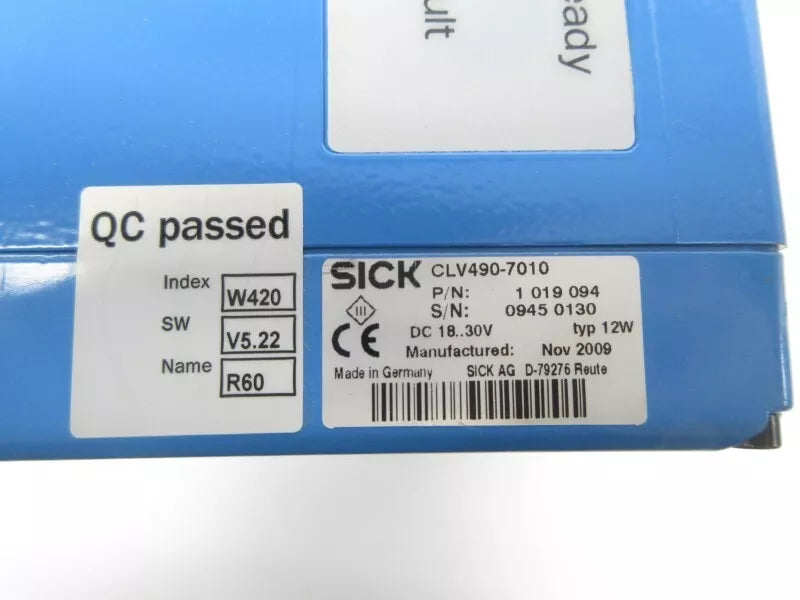 eady
ult
QC passed
Index W420
SW V5.22
Name R60
SICK CLV490-7010
P/N: 1 019 094
S/N: 0945 0130
III
CE
DC 18..30V typ 12W
Manufactured: Nov 2009
Made in Germany SICK AG D-79276 Reute